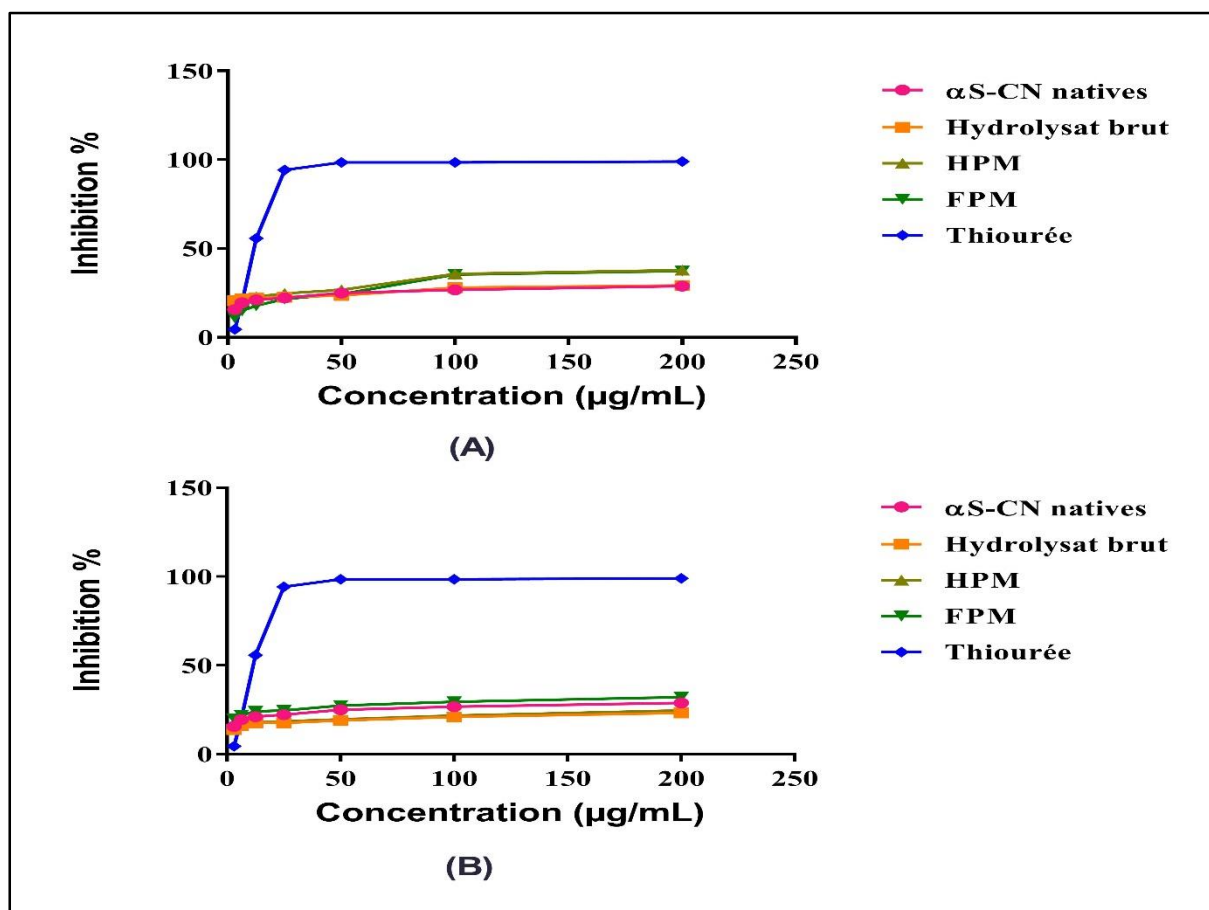 150
100
50
0
Inhibition %
0 50 100 150 200 250
Concentration (µg/mL)
αS-CN natives
Hydrolysat brut
HPM
FPM
Thiourée
(A)
150
100
50
0
Inhibition %
0 50 100 150 200 250
Concentration (µg/mL)
αS-CN natives
Hydrolysat brut
HPM
FPM
Thiourée
(B)